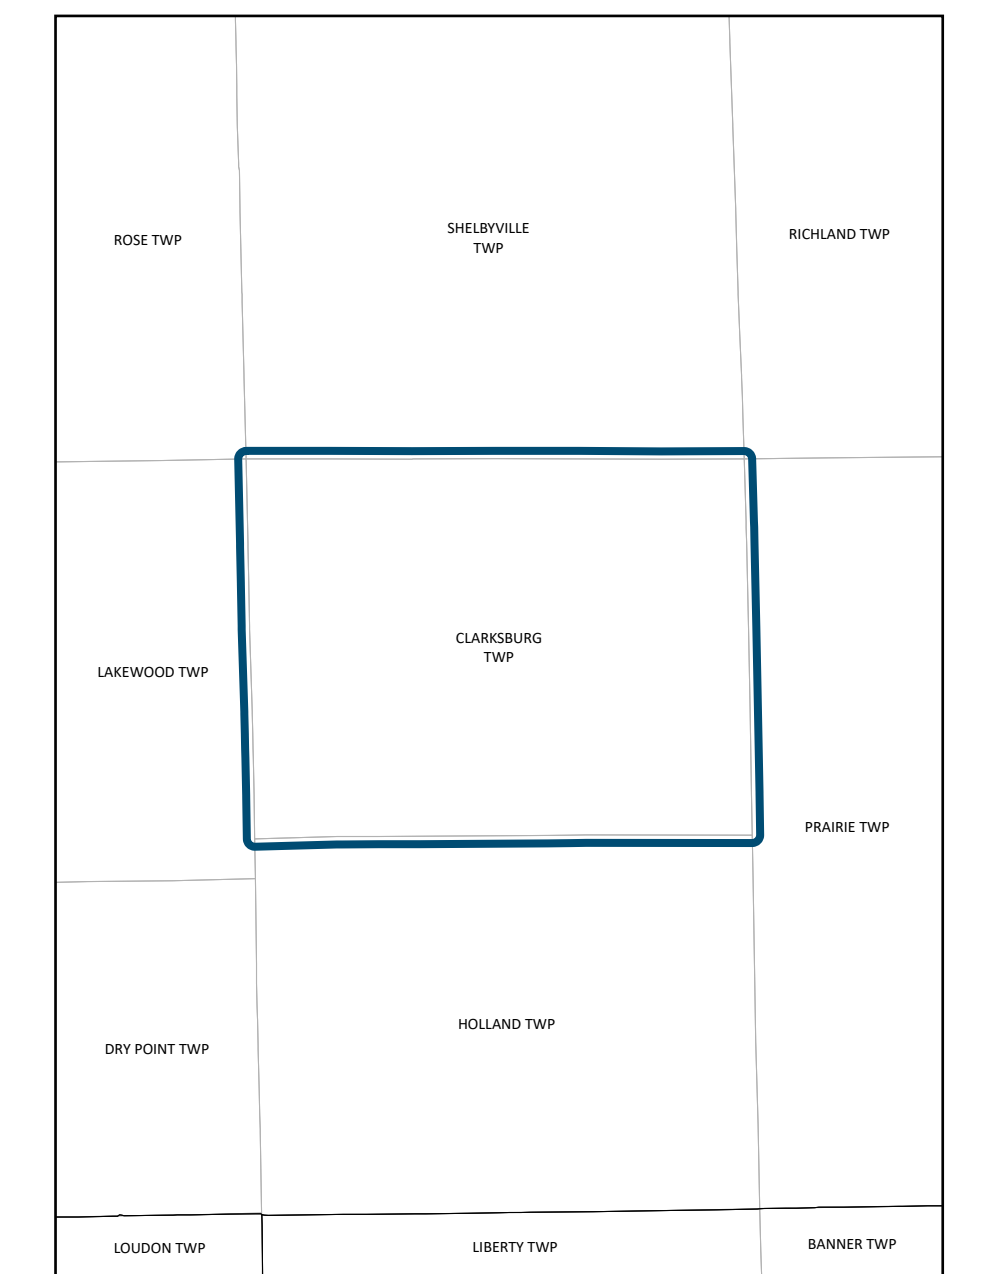 ROSE TWP
SHELBYVILLE
TWP
RICHLAND TWP
CLARKSBURG
TWP
LAKEWOOD TWP
PRAIRIE TWP
HOLLAND TWP
DRY POINT TWP
LOUDON TWP
LIBERTY TWP
BANNER TWP